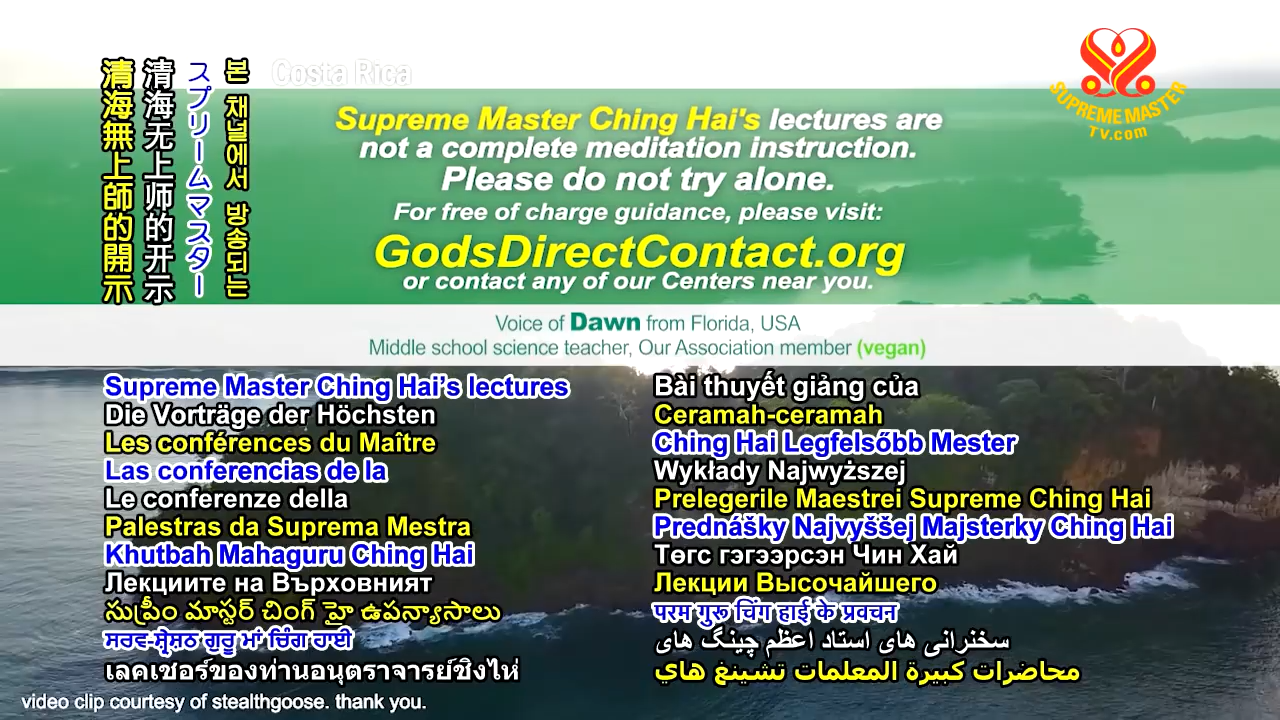 Costa Rica
SUPREME MASTER
TV.com
清海無上師的開示
清海无上师的开示
スプリームマスター
본 채널에서 방송되는
Supreme Master Ching Hai's lectures are
not a complete meditation instruction.
Please do not try alone.
For free of charge guidance, please visit:
GodsDirectContact.org
or contact any of our Centers near you.
Voice of Dawn from Florida, USA
Middle school science teacher, Our Association member (vegan)
Supreme Master Ching Hai’s lectures
Die Vorträge der Höchsten
Les conférences du Maître
Las conferencias de la
Le conferenze della
Palestras da Suprema Mestra
Khutbah Mahaguru Ching Hai
Лекциите на Върховният
సుప్రీం మాస్టర్ చింగ్ హై ఉపన్యాసాలు
ਸਰਵ-ਸ਼੍ਰੇਸ਼ਠ ਗੁਰੂ ਮਾਂ ਚਿੰਗ ਹਾਈ
เลคเชอร์ของท่านอนุตราจารย์ชิงไห่
Bài thuyết giảng của
Ceramah-ceramah
Ching Hai Legfelsőbb Mester
Wykłady Najwyższej
Prelegerile Maestrei Supreme Ching Hai
Prednášky Najvyššej Majsterky Ching Hai
Төгс гэгээрсэн Чин Хай
Лекции Высочайшего
परम गुरू चिंग हाई के प्रवचन
سخنرانی های استاد اعظم چینگ های
محاضرات كبيرة المعلمات تشينغ هاي
video clip courtesy of stealthgoose. thank you.